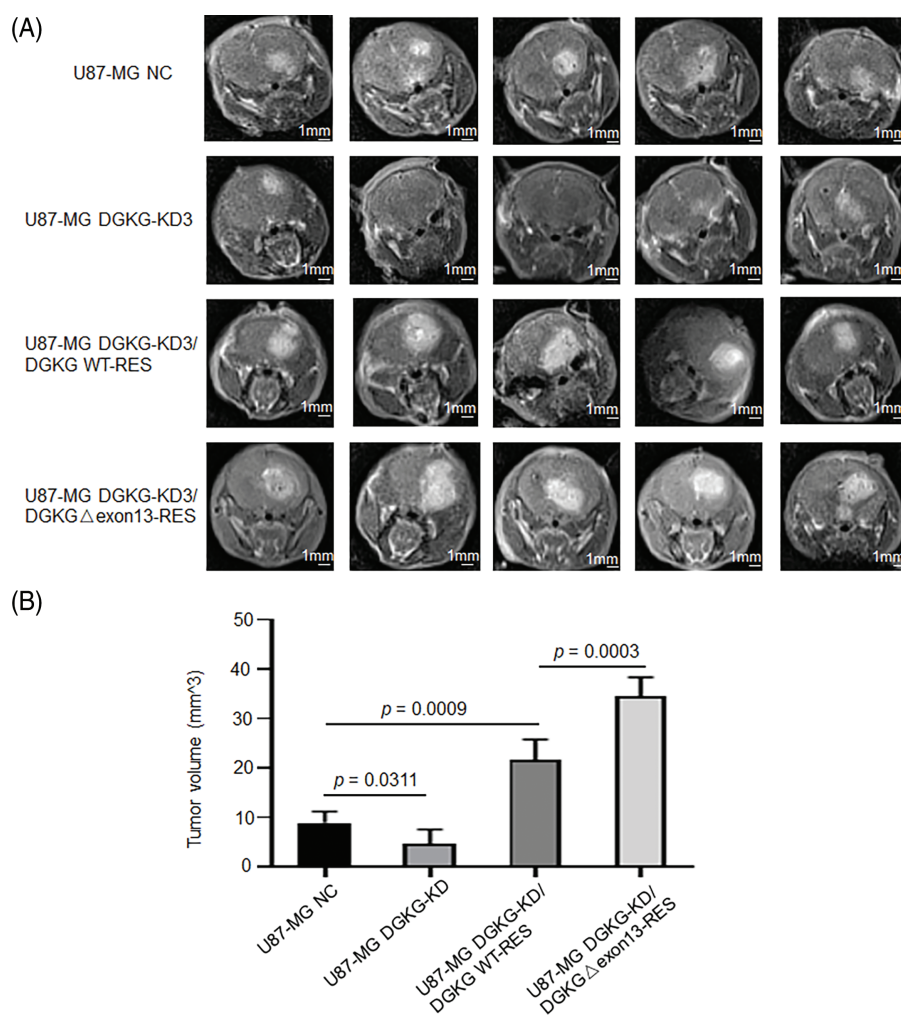 (A)
U87-MG NC
1mm 1mm 1mm 1mm 1mm
U87-MG DGKG-KD3
1mm 1mm 1mm 1mm 1mm
U87-MG DGKG-KD3/
DGKG WT-RES
1mm 1mm 1mm 1mm 1mm
U87-MG DGKG-KD3/
DGKG△exon13-RES
1mm 1mm 1mm 1mm 1mm
(B)
Tumor volume (mm^3)
50
40
30
20
10
0
p = 0.0003
p = 0.0009
p = 0.0311
U87-MG NC
U87-MG DGKG-KD
U87-MG DGKG-KD/
DGKG WT-RES
U87-MG DGKG-KD/
DGKG△exon13-RES